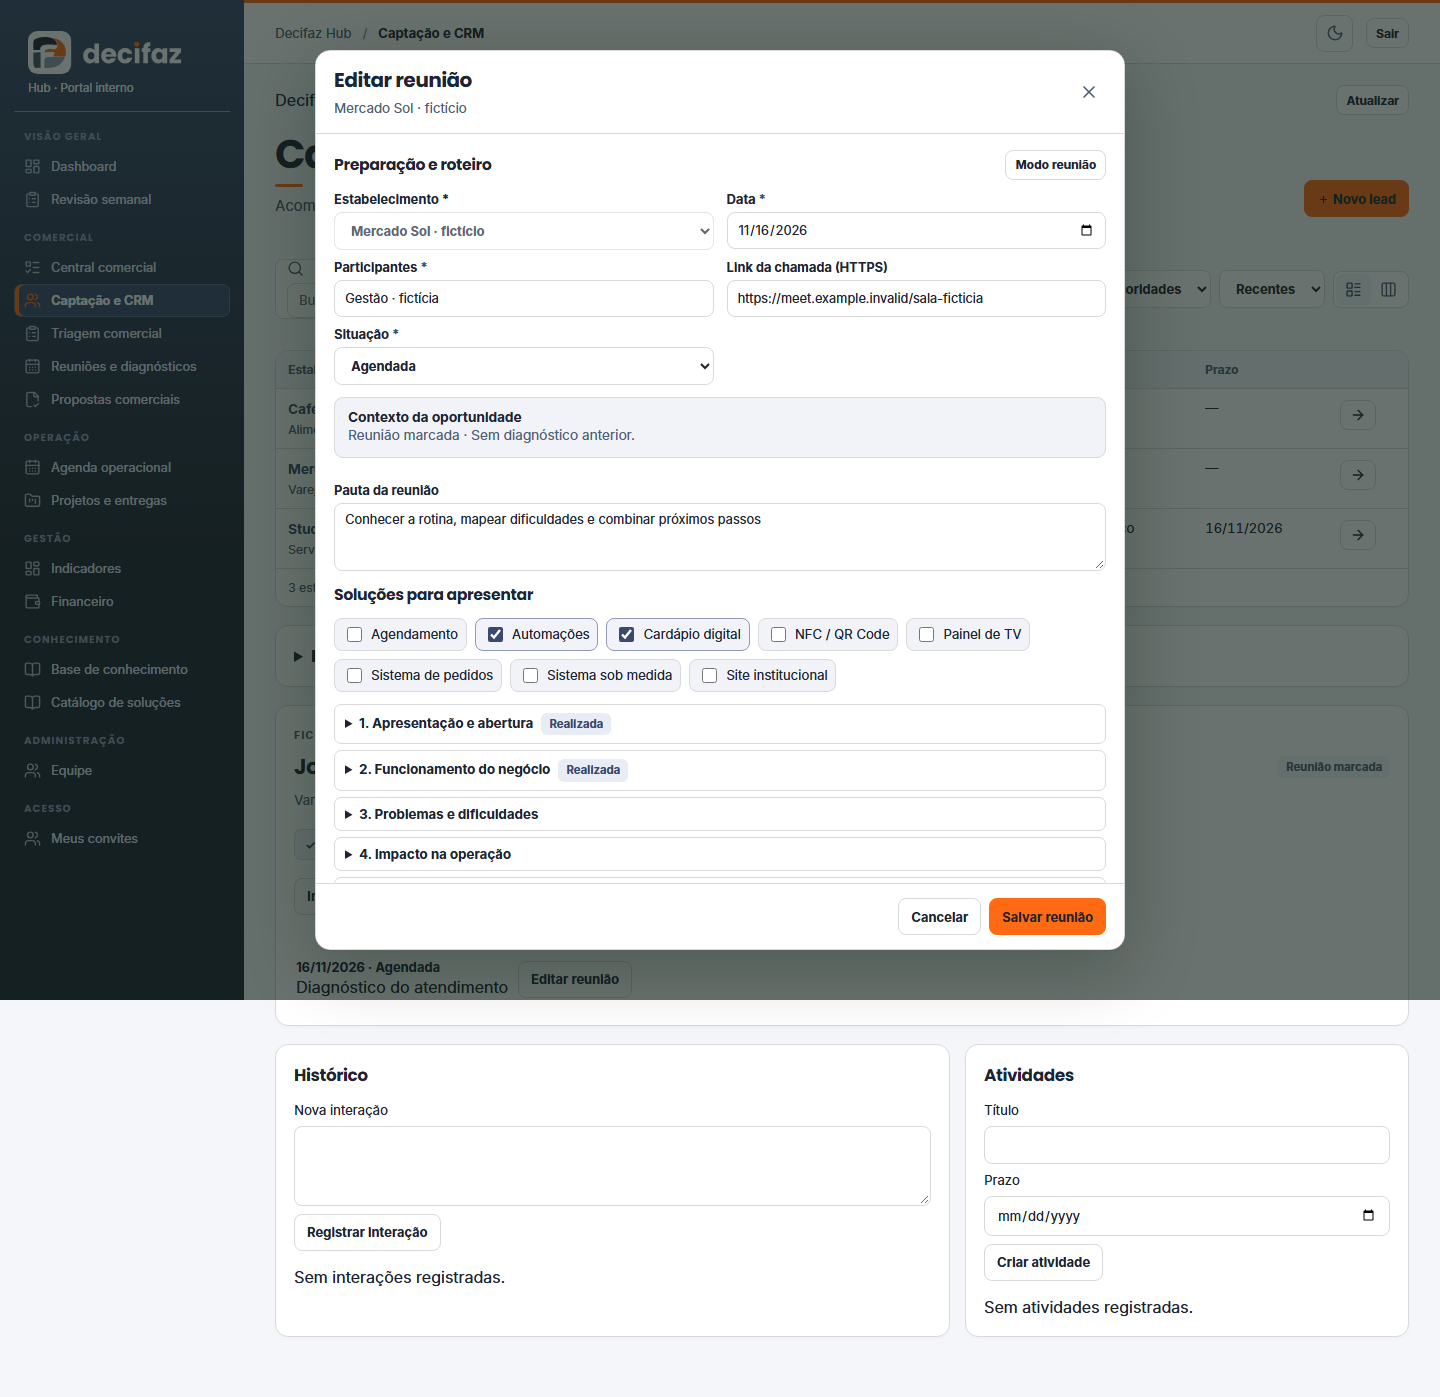 decifaz
Hub · Portal interno
VISÃO GERAL
Dashboard
Revisão semanal
COMERCIAL
Central comercial
Captação e CRM
Triagem comercial
Reuniões e diagnósticos
Propostas comerciais
OPERAÇÃO
Agenda operacional
Projetos e entregas
GESTÃO
Indicadores
Financeiro
CONHECIMENTO
Base de conhecimento
Catálogo de soluções
ADMINISTRAÇÃO
Equipe
ACESSO
Meus convites
Decifaz Hub / Captação e CRM
Sair
Atualizar
+ Novo lead
Recentes
Prazo
—
—
16/11/2026
Reunião marcada
Editar reunião
Mercado Sol · fictício
Preparação e roteiro
Modo reunião
Estabelecimento *
Data *
Mercado Sol · fictício
11/16/2026
Participantes *
Link da chamada (HTTPS)
Gestão · fictícia
https://meet.example.invalid/sala-ficticia
Situação *
Agendada
Contexto da oportunidade
Reunião marcada · Sem diagnóstico anterior.
Pauta da reunião
Conhecer a rotina, mapear dificuldades e combinar próximos passos
Soluções para apresentar
Agendamento
Automações
Cardápio digital
NFC / QR Code
Painel de TV
Sistema de pedidos
Sistema sob medida
Site institucional
1. Apresentação e abertura Realizada
2. Funcionamento do negócio Realizada
3. Problemas e dificuldades
4. Impacto na operação
Cancelar
Salvar reunião
16/11/2026 · Agendada
Diagnóstico do atendimento
Editar reunião
Histórico
Nova interação
Registrar interação
Sem interações registradas.
Atividades
Título
Prazo
mm/dd/yyyy
Criar atividade
Sem atividades registradas.